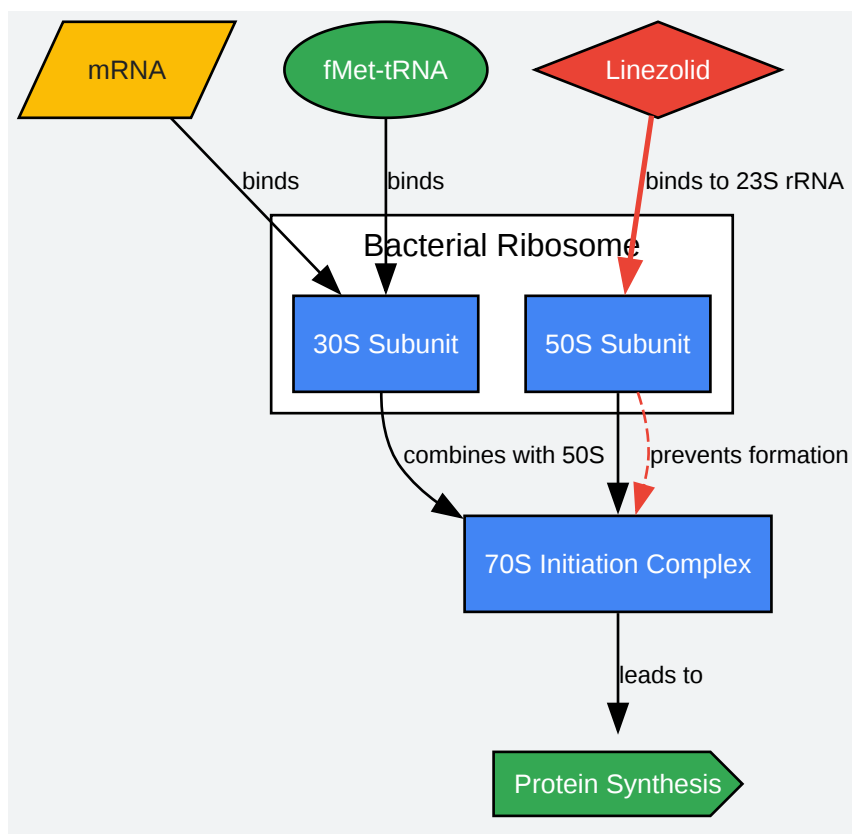 mRNA
fMet-tRNA
Linezolid
binds
binds
binds to 23S rRNA
Bacterial Ribosome
30S Subunit
50S Subunit
combines with 50S
prevents formation
70S Initiation Complex
leads to
Protein Synthesis